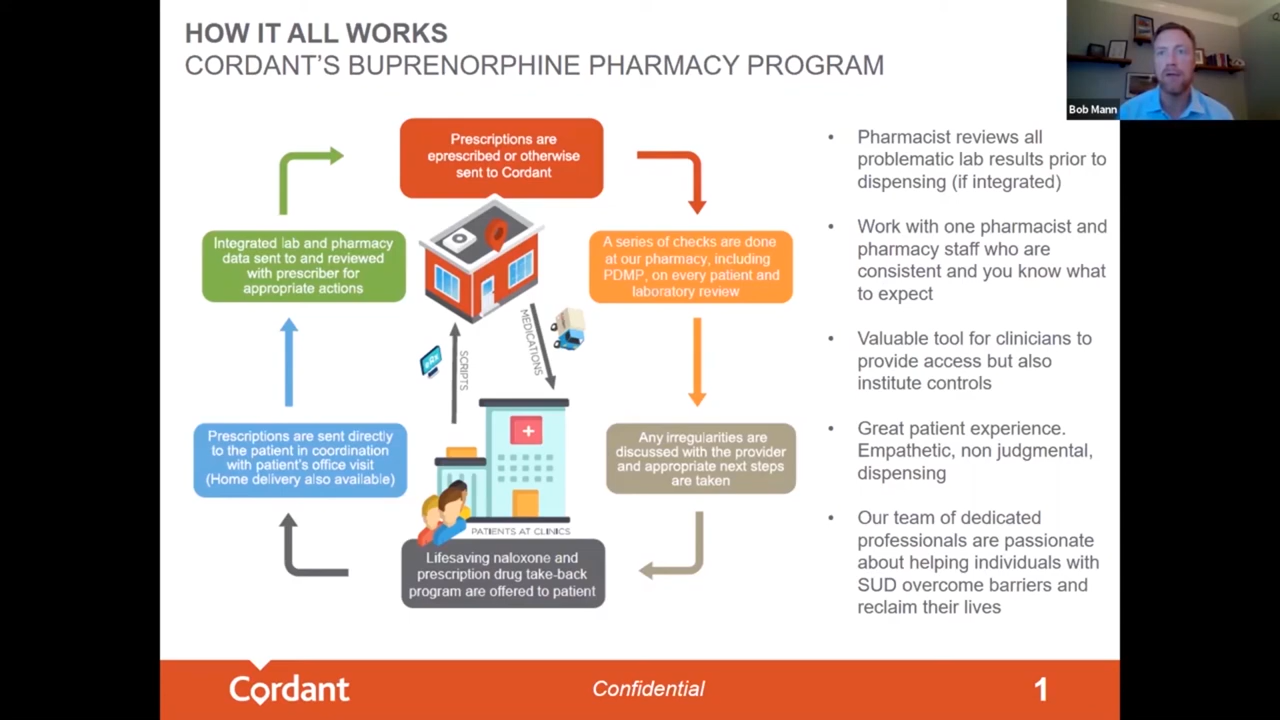 HOW IT ALL WORKS
CORDANT'S BUPRENORPHINE PHARMACY PROGRAM
Bob Mann
Prescriptions are
eprescribed or otherwise
sent to Cordant
A series of checks are done
at our pharmacy, including
PDMP, on every patient and
laboratory review
Any irregularities are
discussed with the provider
and appropriate next steps
are taken
Lifesaving naloxone and
prescription drug take-back
program are offered to patient
Prescriptions are sent directly
to the patient in coordination
with patient's office visit
(Home delivery also available)
Integrated lab and pharmacy
data sent to and reviewed
with prescriber for
appropriate actions
SCRIPTS
MEDICATIONS
eRx
PATIENTS AT CLINICS
• Pharmacist reviews all
problematic lab results prior to
dispensing (if integrated)
• Work with one pharmacist and
pharmacy staff who are
consistent and you know what
to expect
• Valuable tool for clinicians to
provide access but also
institute controls
• Great patient experience.
Empathetic, non judgmental,
dispensing
• Our team of dedicated
professionals are passionate
about helping individuals with
SUD overcome barriers and
reclaim their lives
Cordant
Confidential
1